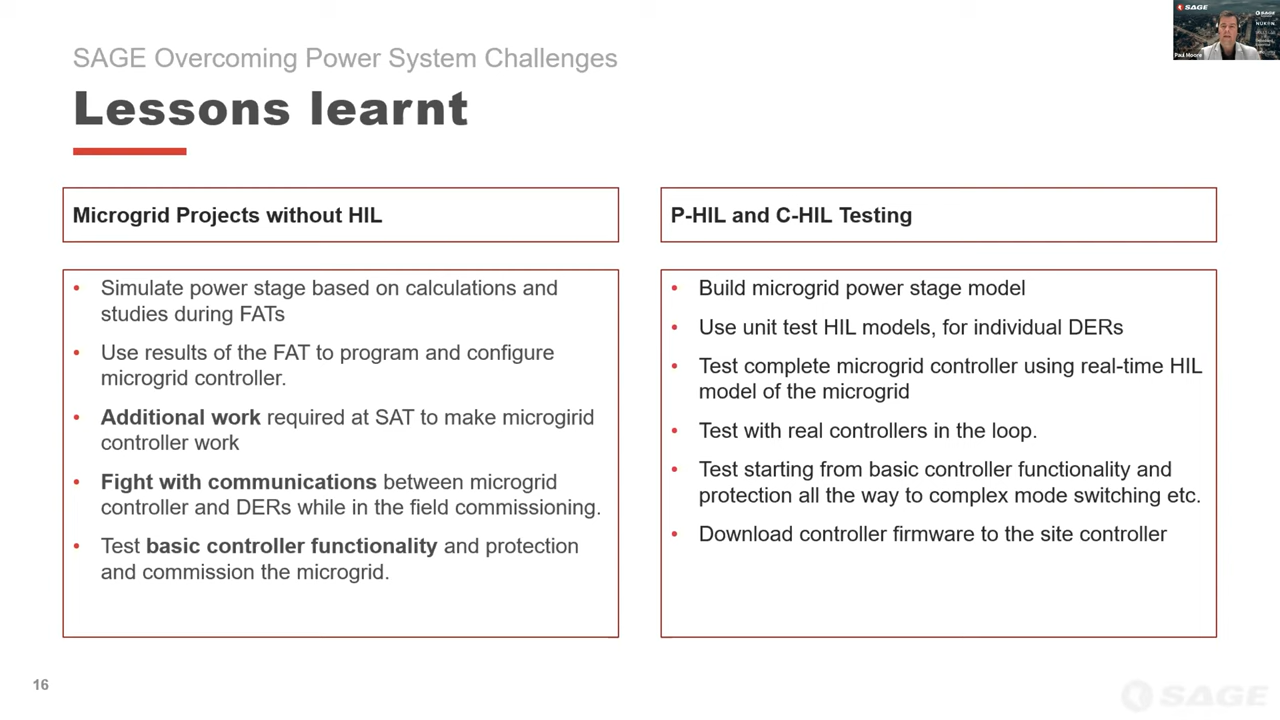 SAGE Overcoming Power System Challenges
Lessons learnt
Microgrid Projects without HIL
• Simulate power stage based on calculations and
studies during FATs
• Use results of the FAT to program and configure
microgrid controller.
• Additional work required at SAT to make microgirid
controller work
• Fight with communications between microgrid
controller and DERs while in the field commissioning.
• Test basic controller functionality and protection
and commission the microgrid.
P-HIL and C-HIL Testing
• Build microgrid power stage model
• Use unit test HIL models, for individual DERs
• Test complete microgrid controller using real-time HIL
model of the microgrid
• Test with real controllers in the loop.
• Test starting from basic controller functionality and
protection all the way to complex mode switching etc.
• Download controller firmware to the site controller
16
SAGE
SAGE
SAGE
NUKON
Paul Moore